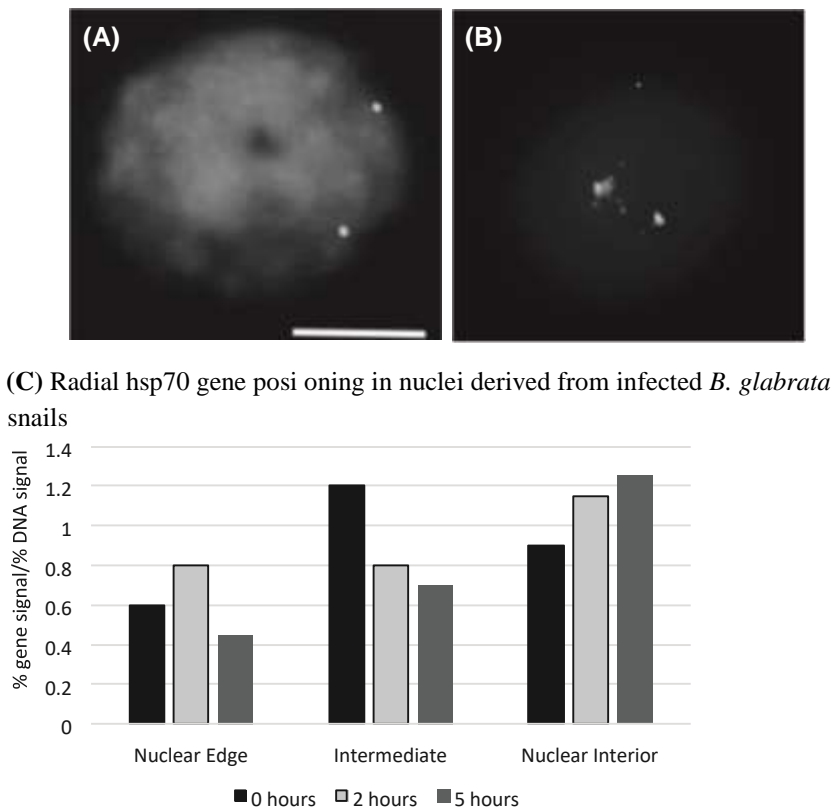 (A)
(B)
(C) Radial hsp70 gene posi oning in nuclei derived from infected B. glabrata
snails
% gene signal/% DNA signal
1.4
1.2
1
0.8
0.6
0.4
0.2
0
Nuclear Edge
Intermediate
Nuclear Interior
0 hours
2 hours
5 hours